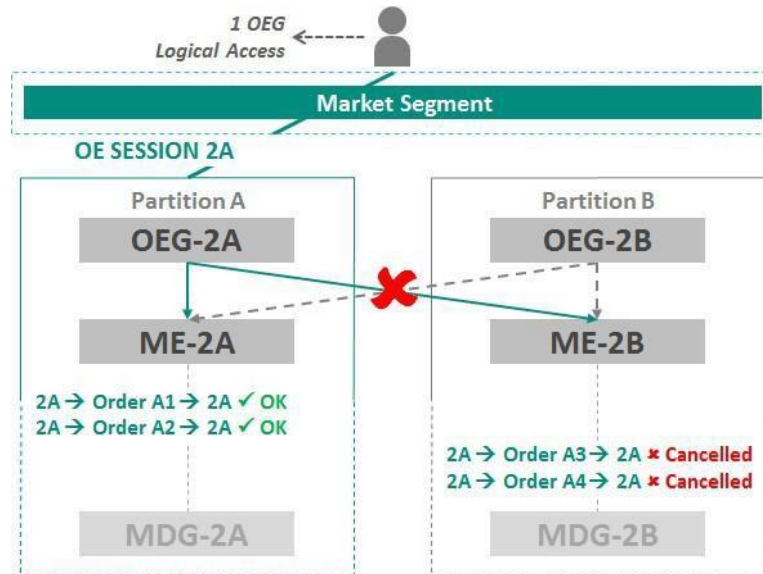 1 OEG
Logical Access
Market Segment
OE SESSION 2A
Partition A
OEG-2A
ME-2A
2A → Order A1 → 2A ✓ OK
2A → Order A2 → 2A ✓ OK
MDG-2A
Partition B
OEG-2B
ME-2B
2A → Order A3 → 2A ✘ Cancelled
2A → Order A4 → 2A ✘ Cancelled
MDG-2B